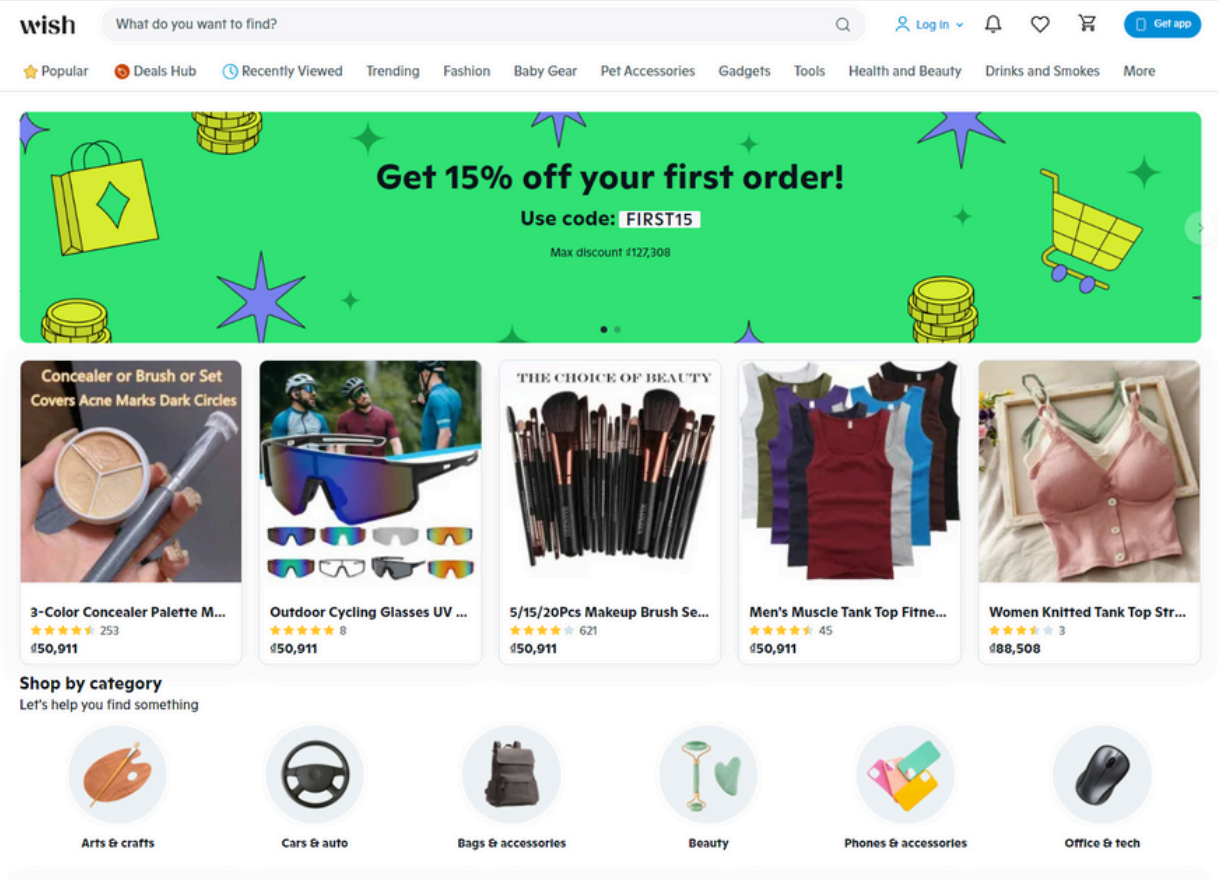 wish
What do you want to find?
Log in
Get app
Popular
Deals Hub
Recently Viewed
Trending
Fashion
Baby Gear
Pet Accessories
Gadgets
Tools
Health and Beauty
Drinks and Smokes
More
Get 15% off your first order!
Use code: FIRST15
Max discount ₫127,308
Concealer or Brush or Set
Covers Acne Marks Dark Circles
THE CHOICE OF BEAUTY
3-Color Concealer Palette M...
253
₫50,911
Outdoor Cycling Glasses UV ...
8
₫50,911
5/15/20Pcs Makeup Brush Se...
621
₫50,911
Men's Muscle Tank Top Fitne...
45
₫50,911
Women Knitted Tank Top Str...
3
₫88,508
Shop by category
Let's help you find something
Arts & crafts
Cars & auto
Bags & accessories
Beauty
Phones & accessories
Office & tech